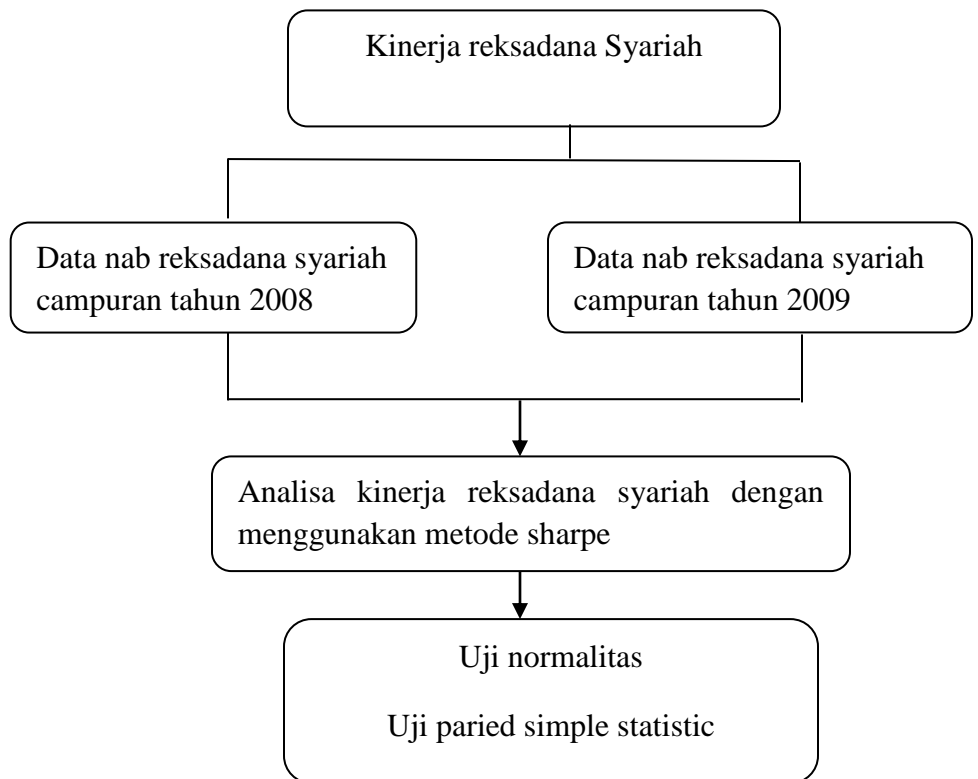 Kinerja reksadana Syariah
Data nab reksadana syariah
campuran tahun 2008
Data nab reksadana syariah
campuran tahun 2009
Analisa kinerja reksadana syariah dengan
menggunakan metode sharpe
Uji normalitas
Uji paried simple statistic